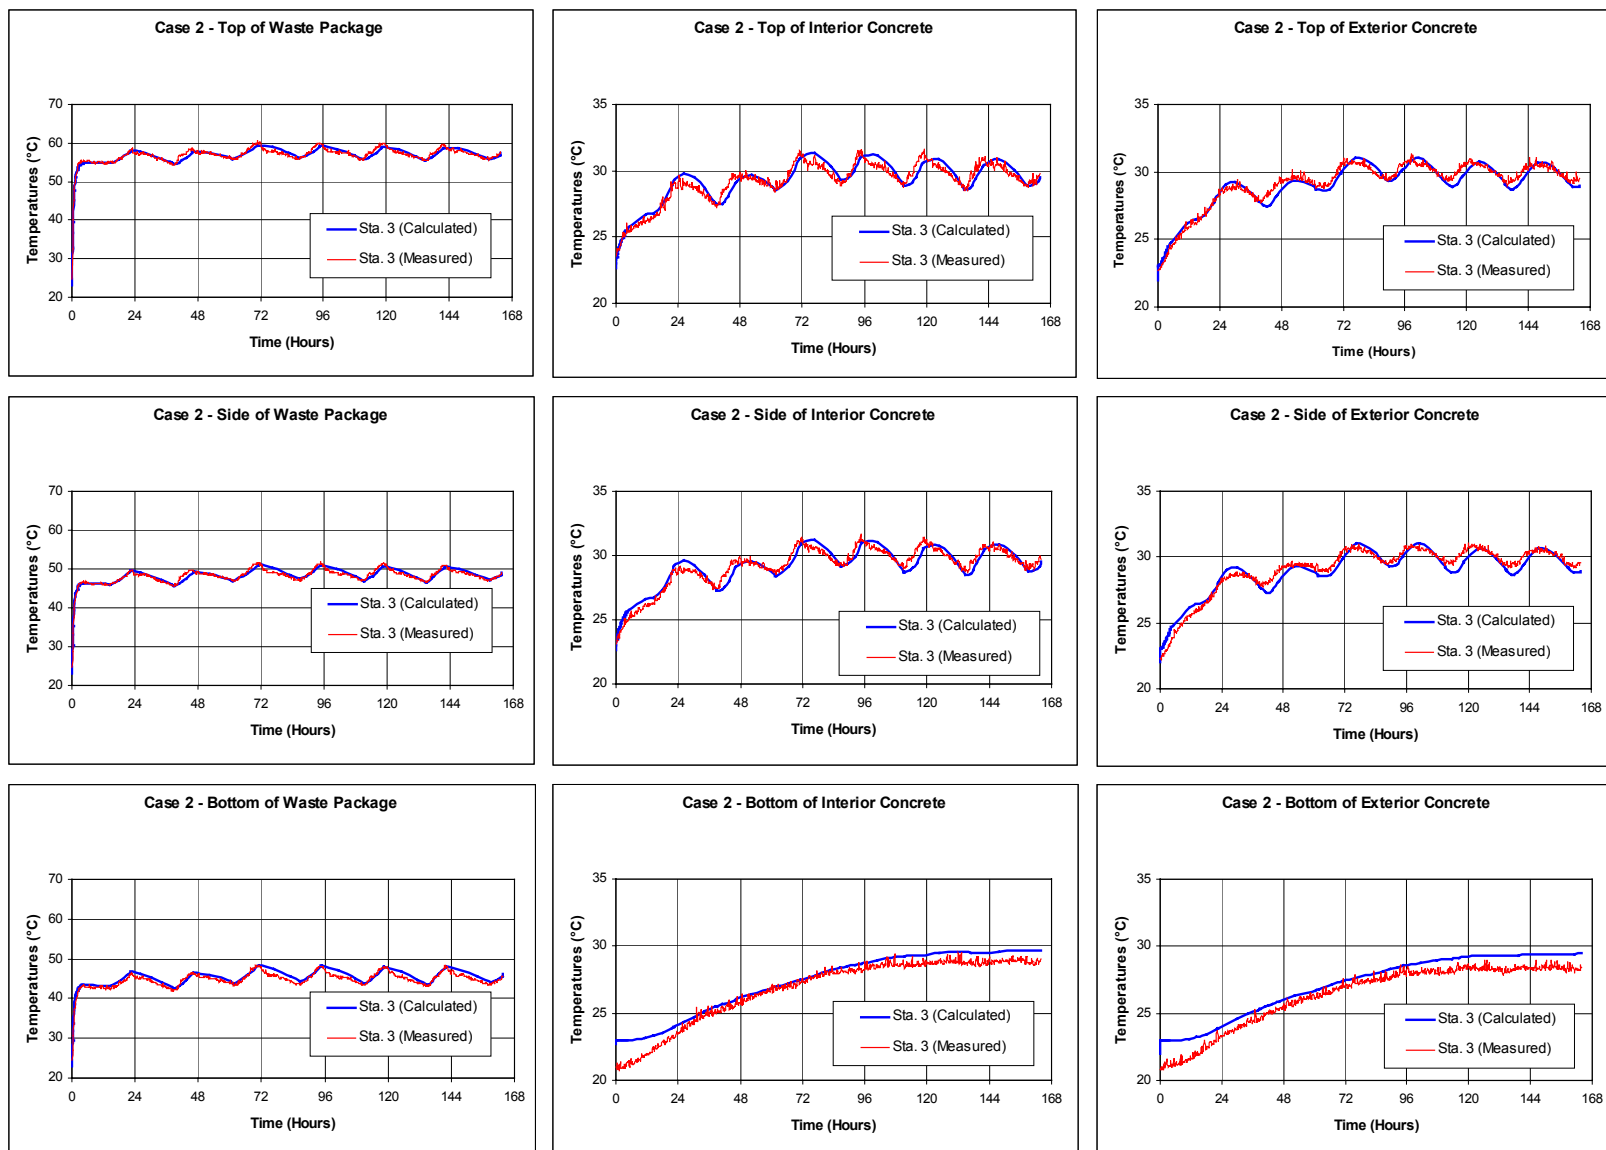 Case 2 - Top of Waste Package
Temperatures (°C)
70
60
50
40
30
20
Sta. 3 (Calculated)
Sta. 3 (Measured)
0 24 48 72 96 120 144 168
Time (Hours)
Case 2 - Top of Interior Concrete
Temperatures (°C)
35
30
25
20
Sta. 3 (Calculated)
Sta. 3 (Measured)
0 24 48 72 96 120 144 168
Time (Hours)
Case 2 - Top of Exterior Concrete
Temperatures (°C)
35
30
25
20
Sta. 3 (Calculated)
Sta. 3 (Measured)
0 24 48 72 96 120 144 168
Time (Hours)
Case 2 - Side of Waste Package
Temperatures (°C)
70
60
50
40
30
20
Sta. 3 (Calculated)
Sta. 3 (Measured)
0 24 48 72 96 120 144 168
Time (Hours)
Case 2 - Side of Interior Concrete
Temperatures (°C)
35
30
25
20
Sta. 3 (Calculated)
Sta. 3 (Measured)
0 24 48 72 96 120 144 168
Time (Hours)
Case 2 - Side of Exterior Concrete
Temperatures (°C)
35
30
25
20
Sta. 3 (Calculated)
Sta. 3 (Measured)
0 24 48 72 96 120 144 168
Time (Hours)
Case 2 - Bottom of Waste Package
Temperatures (°C)
70
60
50
40
30
20
Sta. 3 (Calculated)
Sta. 3 (Measured)
0 24 48 72 96 120 144 168
Time (Hours)
Case 2 - Bottom of Interior Concrete
Temperatures (°C)
35
30
25
20
Sta. 3 (Calculated)
Sta. 3 (Measured)
0 24 48 72 96 120 144 168
Time (Hours)
Case 2 - Bottom of Exterior Concrete
Temperatures (°C)
35
30
25
20
Sta. 3 (Calculated)
Sta. 3 (Measured)
0 24 48 72 96 120 144 168
Time (Hours)